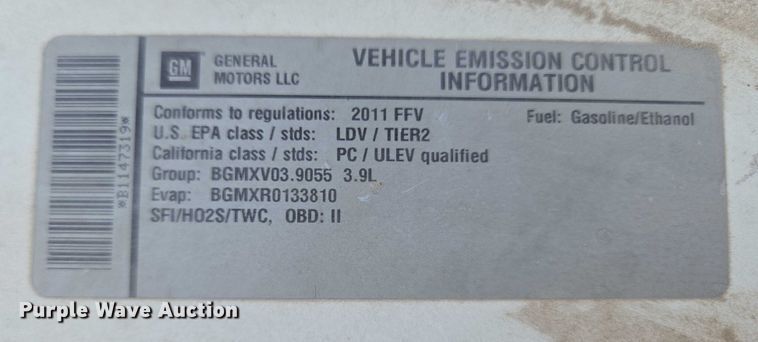 *B1147319*
GM
GENERAL
MOTORS LLC
VEHICLE EMISSION CONTROL
INFORMATION
Conforms to regulations: 2011 FFV Fuel: Gasoline/Ethanol
U.S. EPA class / stds: LDV / TIER2
California class / stds: PC / ULEV qualified
Group: BGMXV03.9055 3.9L
Evap: BGMXR0133810
SFI/HO2S/TWC, OBD: II
Purple Wave Auction